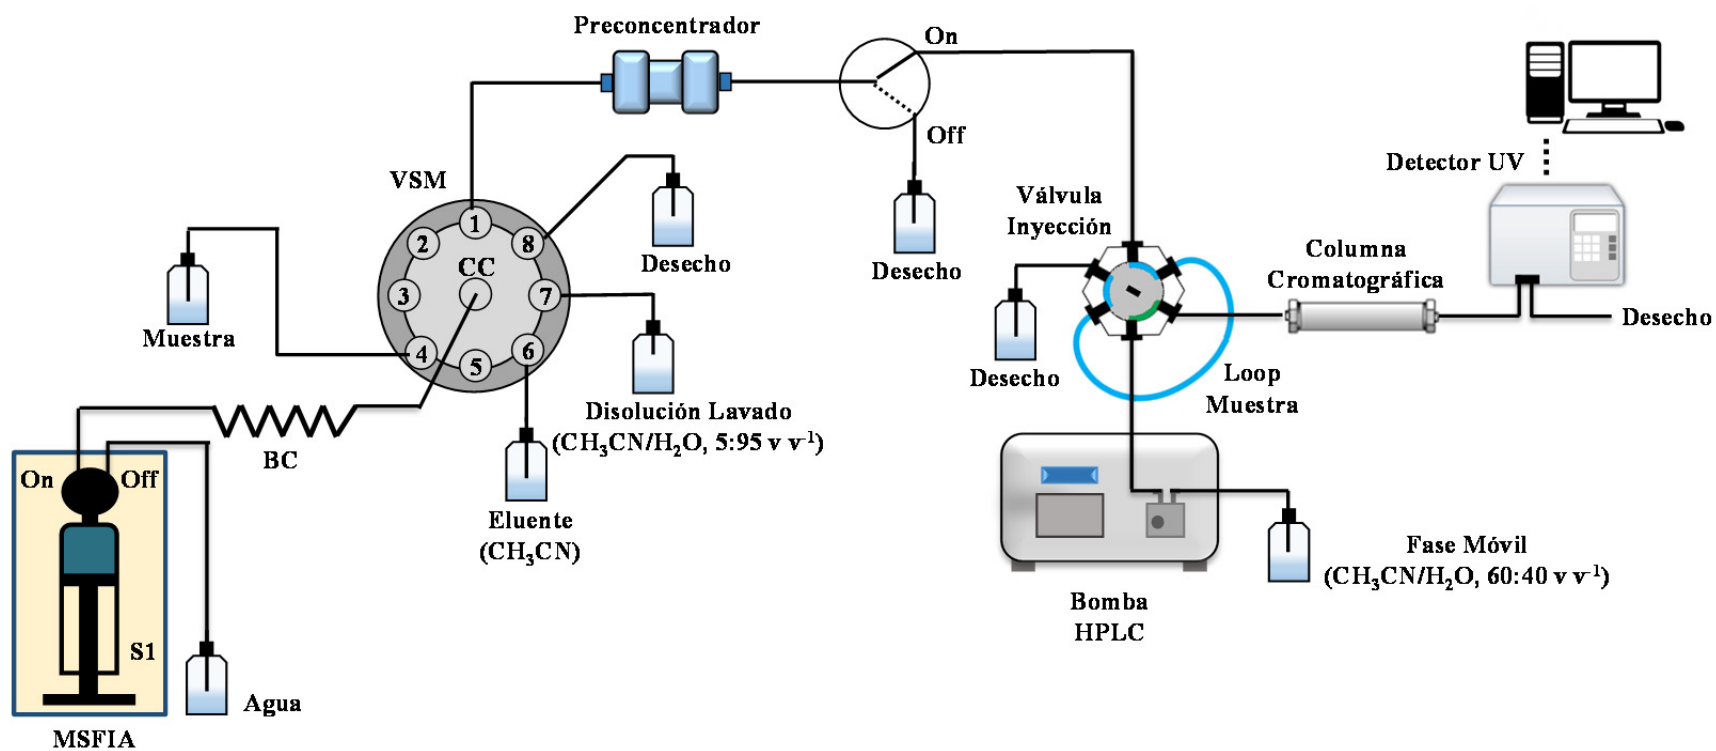 Preconcentrador
On
Off
Desecho
VSM
1
2
3
4
5
6
7
8
CC
Desecho
Muestra
Disolución Lavado
(CH₃CN/H₂O, 5:95 v v⁻¹)
Eluente
(CH₃CN)
BC
On
Off
S1
Agua
MSFIA
Válvula
Inyección
Desecho
Loop
Muestra
Columna
Cromatográfica
Detector UV
Desecho
Fase Móvil
(CH₃CN/H₂O, 60:40 v v⁻¹)
Bomba
HPLC